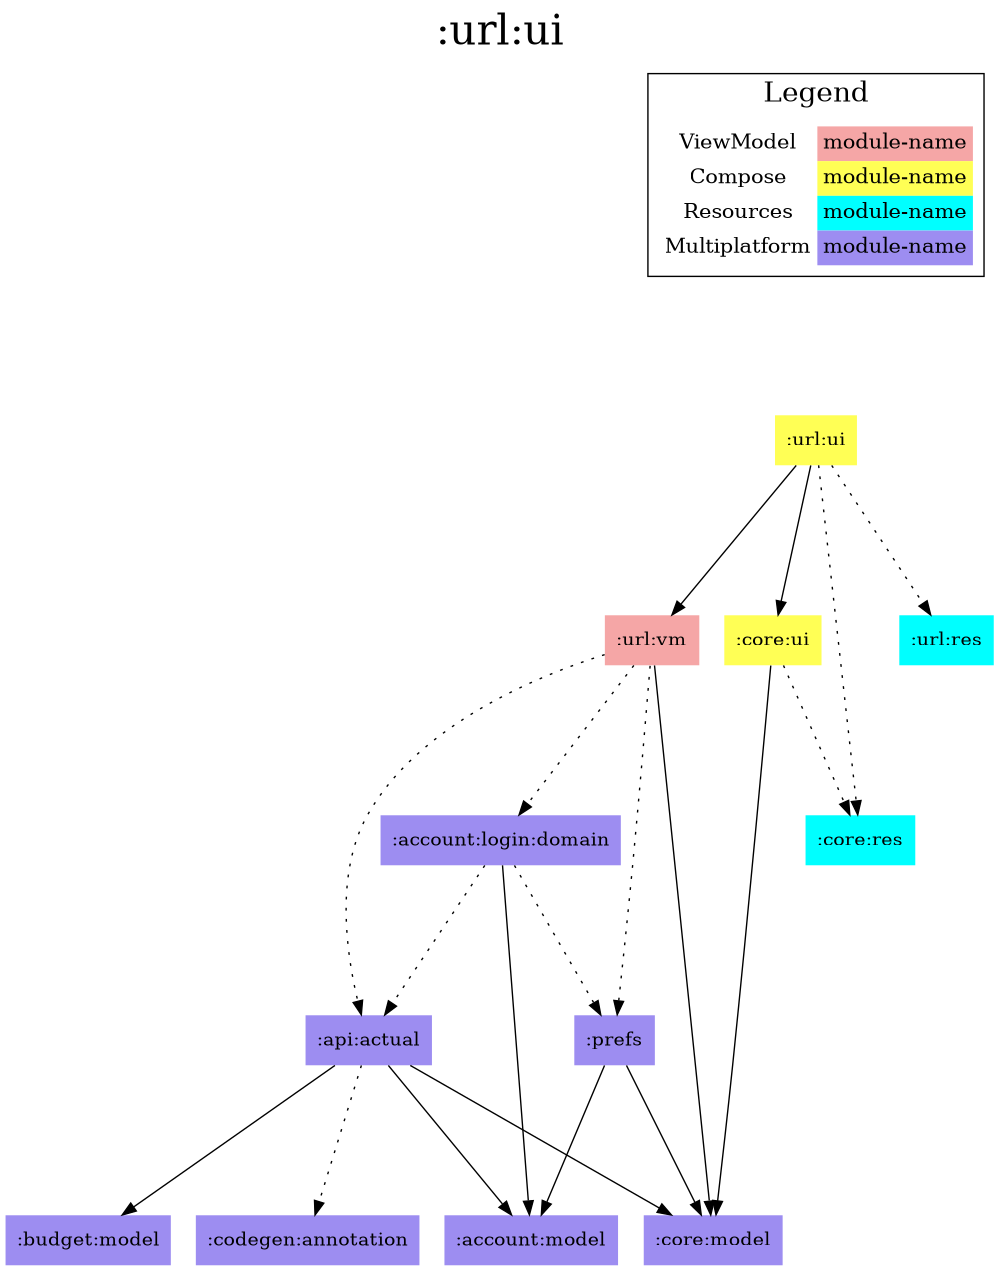 :url:ui
Legend
ViewModel module-name
Compose module-name
Resources module-name
Multiplatform module-name
:url:ui
:url:vm :core:ui :url:res
:account:login:domain :core:res
:api:actual :prefs
:budget:model :codegen:annotation :account:model :core:model